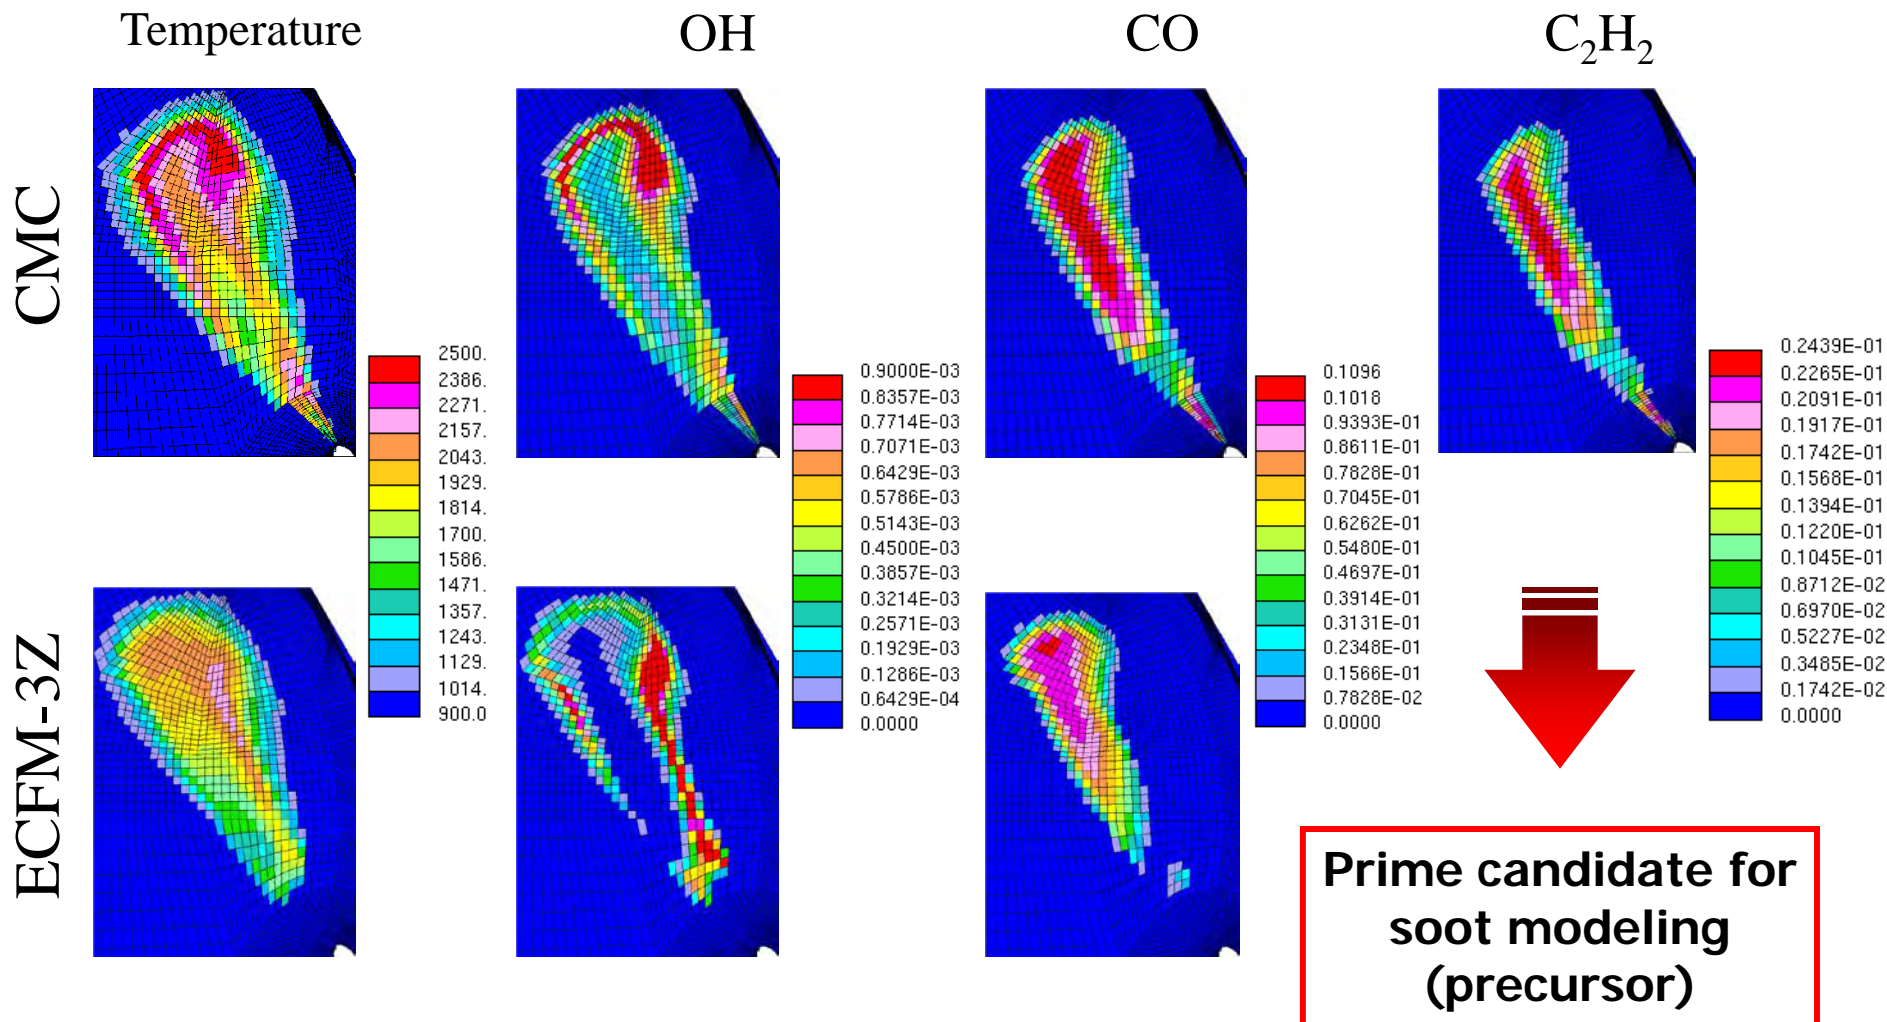 Temperature
OH
CO
C₂H₂
CMC
ECFM-3Z
2500.
2386.
2271.
2157.
2043.
1929.
1814.
1700.
1586.
1471.
1357.
1243.
1129.
1014.
900.0
0.9000E-03
0.8357E-03
0.7714E-03
0.7071E-03
0.6429E-03
0.5786E-03
0.5143E-03
0.4500E-03
0.3857E-03
0.3214E-03
0.2571E-03
0.1929E-03
0.1286E-03
0.6429E-04
0.0000
0.1096
0.1018
0.9393E-01
0.8611E-01
0.7828E-01
0.7045E-01
0.6262E-01
0.5480E-01
0.4697E-01
0.3914E-01
0.3131E-01
0.2348E-01
0.1566E-01
0.7828E-02
0.0000
0.2439E-01
0.2265E-01
0.2091E-01
0.1917E-01
0.1742E-01
0.1568E-01
0.1394E-01
0.1220E-01
0.1045E-01
0.8712E-02
0.6970E-02
0.5227E-02
0.3485E-02
0.1742E-02
0.0000
Prime candidate for
soot modeling
(precursor)